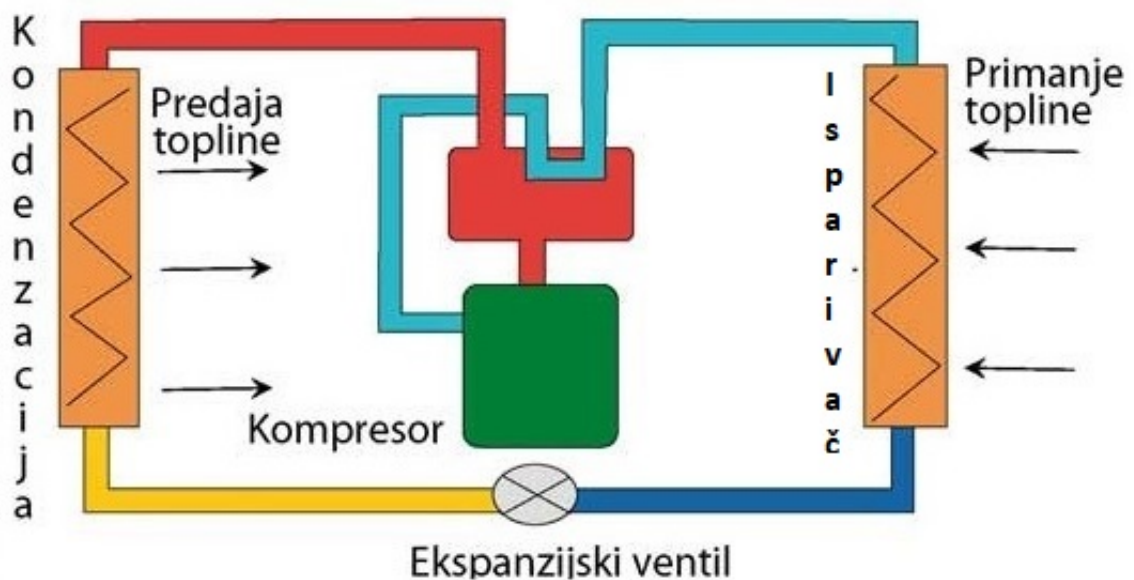 Kondenzacija
Predaja
topline
Isparivač
Primanje
topline
Kompresor
Ekspanzijski ventil